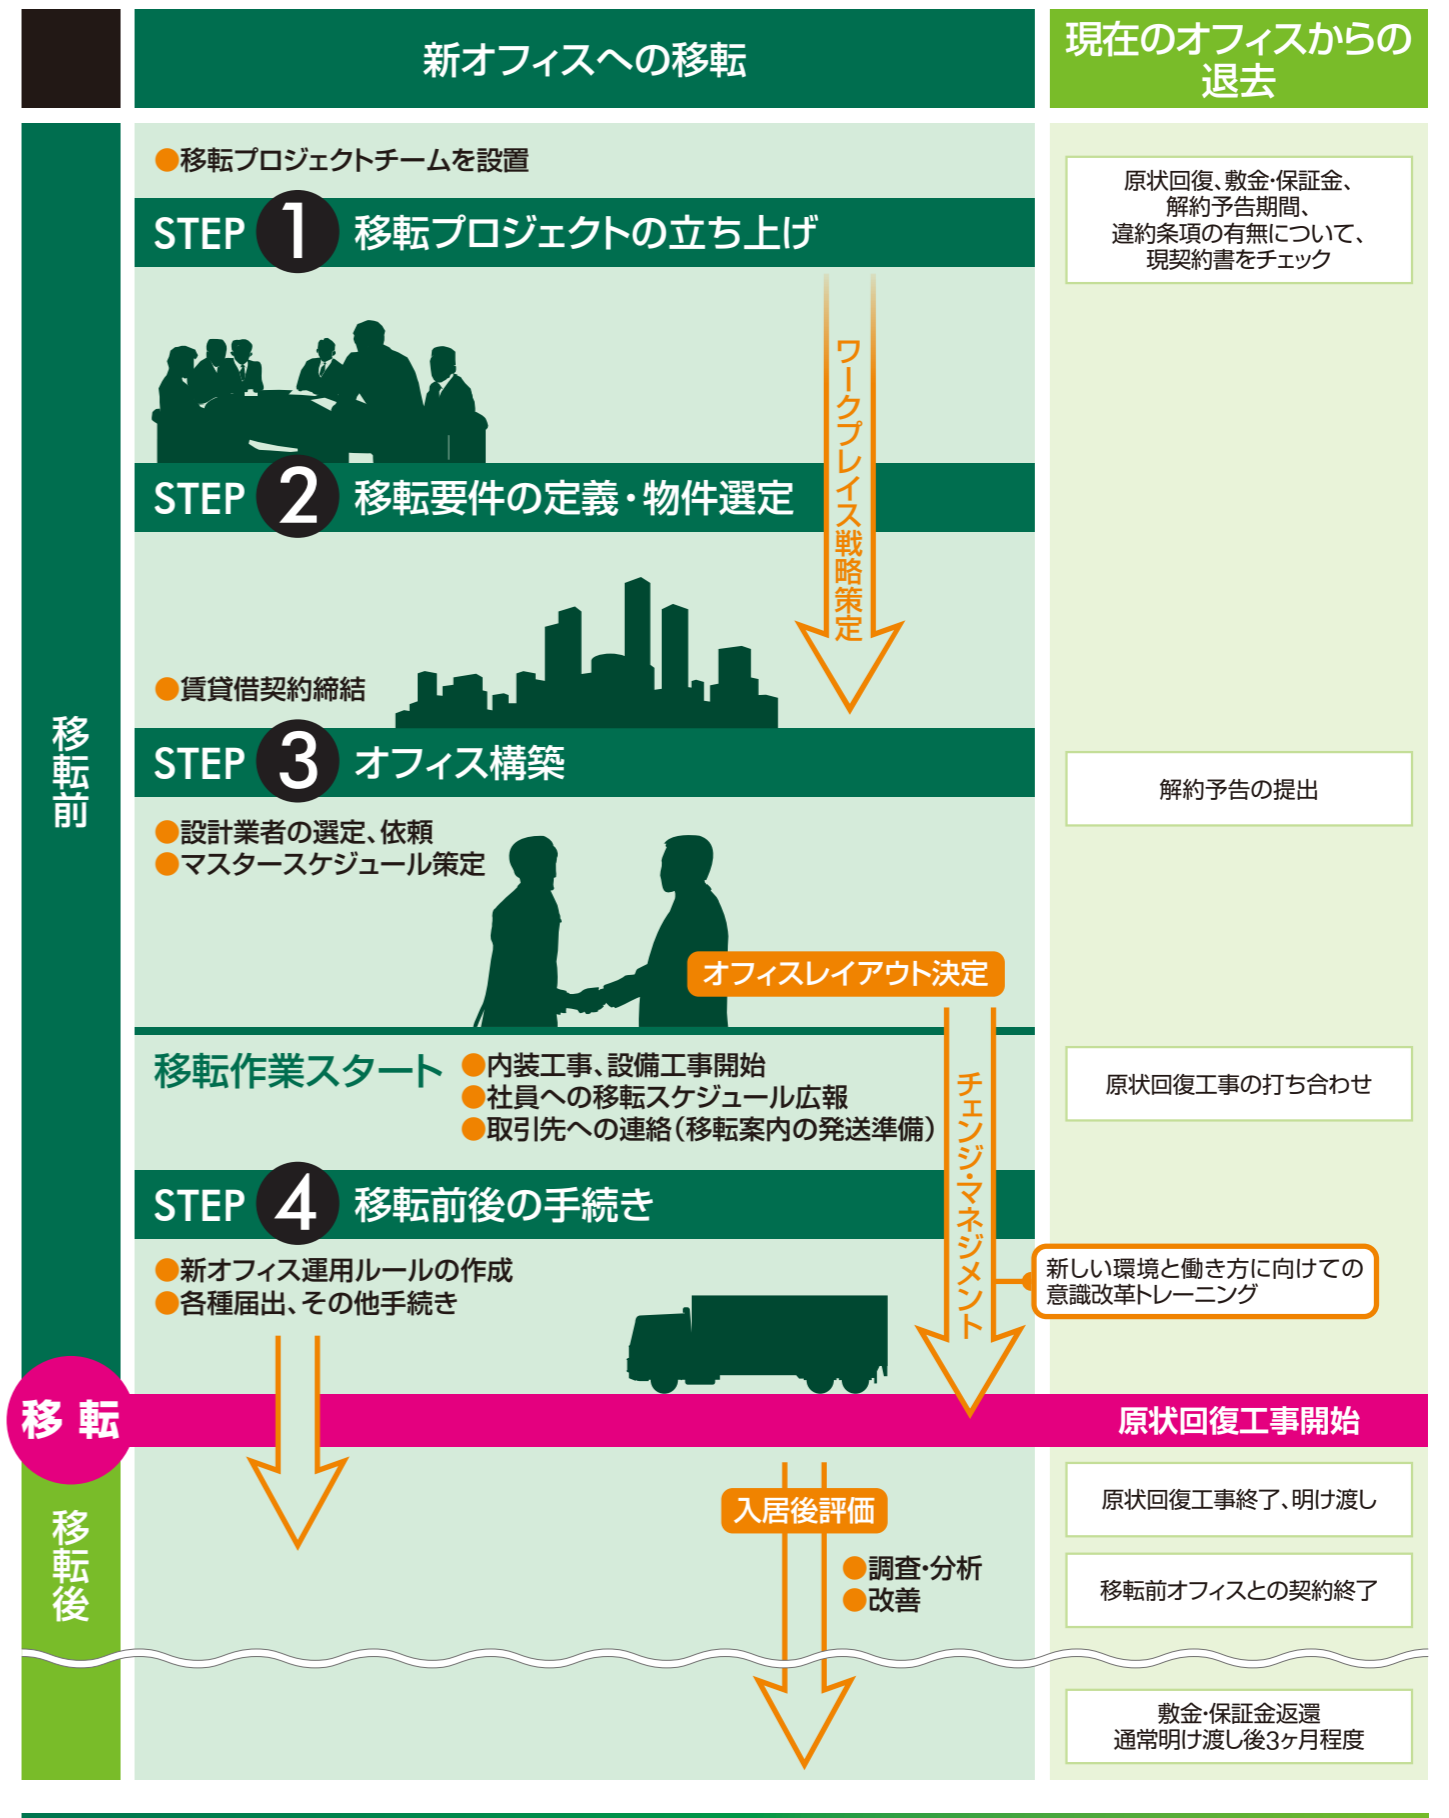 新オフィスへの移転
現在のオフィスからの
退去
移転前
●移転プロジェクトチームを設置
STEP 1 移転プロジェクトの立ち上げ
原状回復、敷金・保証金、
解約予告期間、
違約条項の有無について、
現契約書をチェック
ワークプレイス戦略策定
STEP 2 移転要件の定義・物件選定
●賃貸借契約締結
STEP 3 オフィス構築
解約予告の提出
●設計業者の選定、依頼
●マスタースケジュール策定
オフィスレイアウト決定
移転作業スタート
●内装工事、設備工事開始
●社員への移転スケジュール広報
●取引先への連絡（移転案内の発送準備）
チェンジ・マネジメント
原状回復工事の打ち合わせ
STEP 4 移転前後の手続き
●新オフィス運用ルールの作成
●各種届出、その他手続き
新しい環境と働き方に向けての
意識改革トレーニング
移転
原状回復工事開始
移転後
入居後評価
●調査・分析
●改善
原状回復工事終了、明け渡し
移転前オフィスとの契約終了
敷金・保証金返還
通常明け渡し後3ヶ月程度